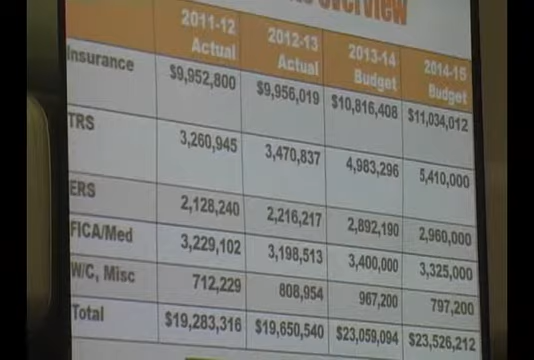 overview
2011-12 Actual 2012-13 Actual 2013-14 Budget 2014-15 Budget
Insurance $9,952,800 $9,956,019 $10,816,408 $11,034,012
TRS 3,260,945 3,470,837 4,983,296 5,410,000
ERS 2,128,240 2,216,217 2,892,190 2,960,000
FICA/Med 3,229,102 3,198,513 3,400,000 3,325,000
W/C, Misc 712,229 808,954 967,200 797,200
Total $19,283,316 $19,650,540 $23,059,094 $23,526,212